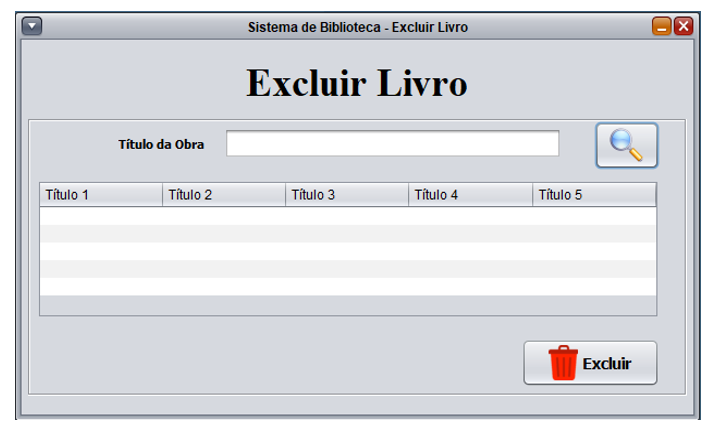 Sistema de Biblioteca - Excluir Livro
Excluir Livro
Título da Obra
Título 1 Título 2 Título 3 Título 4 Título 5
Excluir